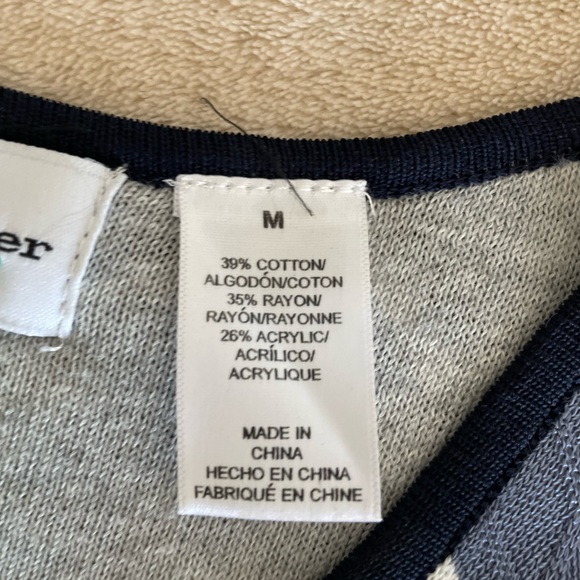 er
M
39% COTTON/
ALGODÓN/COTON
35% RAYON/
RAYÓN/RAYONNE
26% ACRYLIC/
ACRÍLICO/
ACRYLIQUE
MADE IN
CHINA
HECHO EN CHINA
FABRIQUÉ EN CHINE